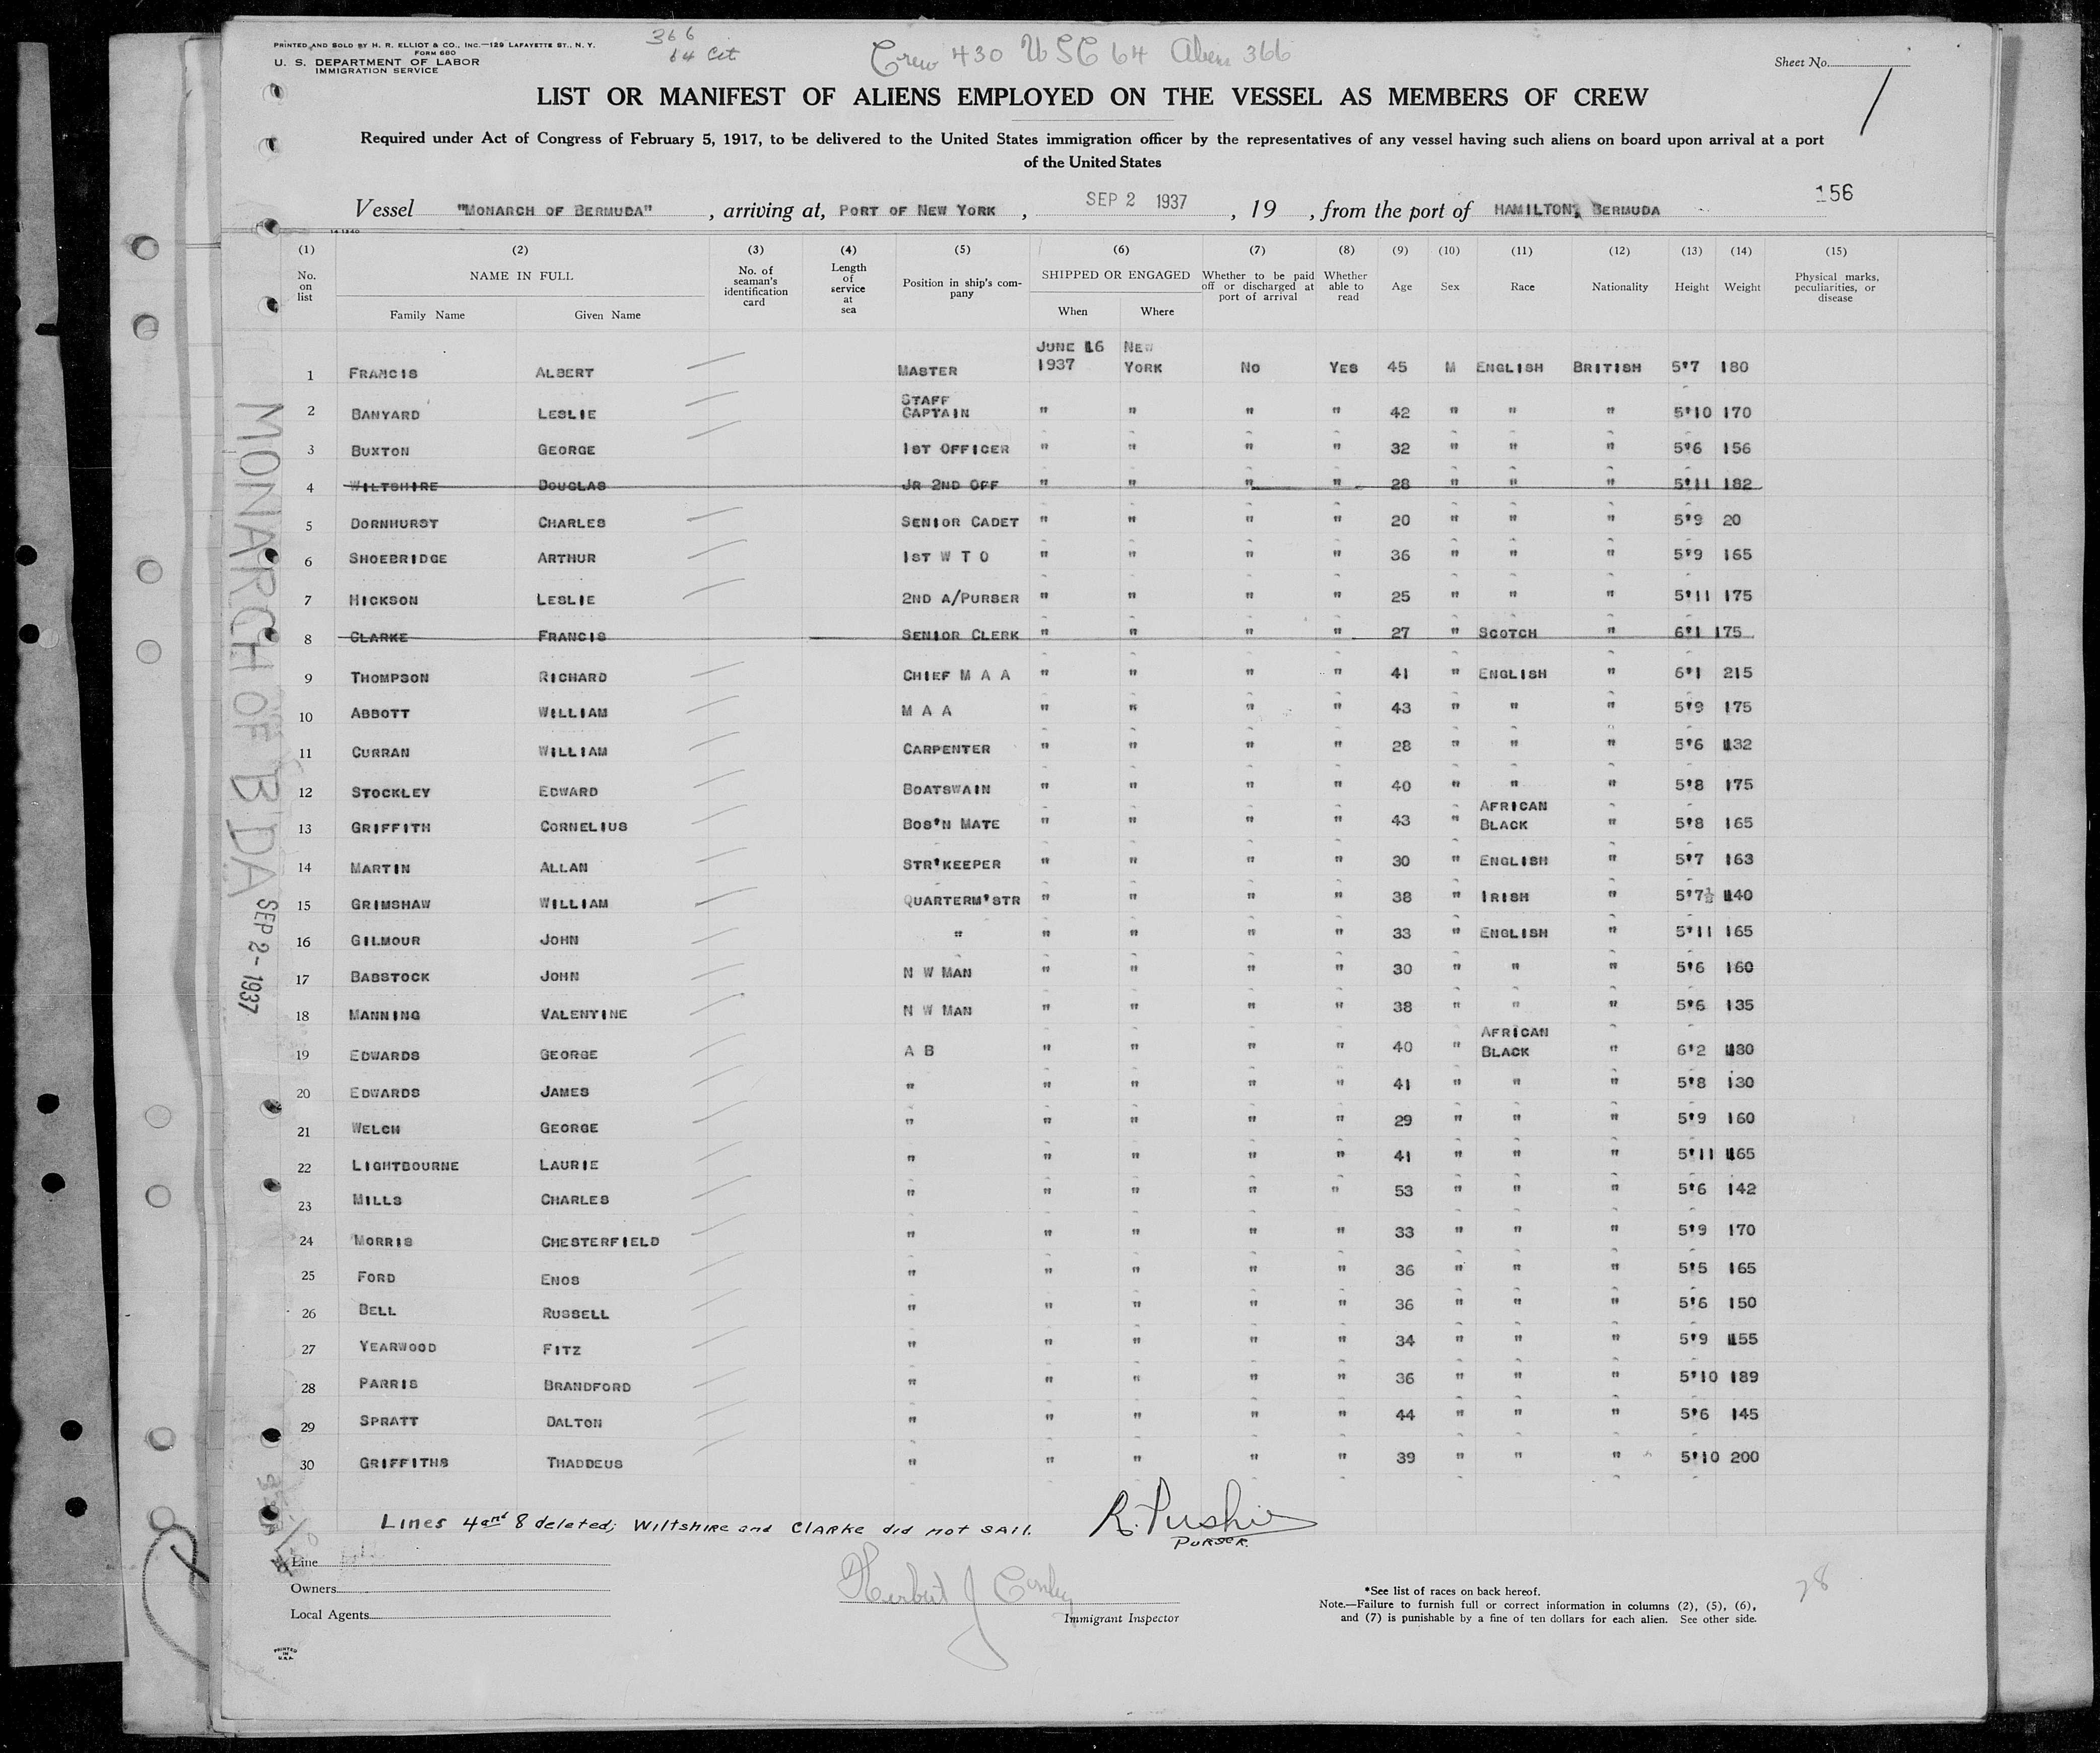 PRINTED AND SOLD BY H. R. ELLIOT & CO., INC.—129 LAFAYETTE ST., N. Y.
FORM 680
U. S. DEPARTMENT OF LABOR
IMMIGRATION SERVICE
366
64 Cit
Crew 430 USC 64 Aliens 366
Sheet No.
1
LIST OR MANIFEST OF ALIENS EMPLOYED ON THE VESSEL AS MEMBERS OF CREW
Required under Act of Congress of February 5, 1917, to be delivered to the United States immigration officer by the representatives of any vessel having such aliens on board upon arrival at a port
of the United States
156
Vessel "MONARCH OF BERMUDA", arriving at, PORT OF NEW YORK, SEP 2 1937, 19 , from the port of HAMILTON, BERMUDA
14 1240
(1) (2) (3) (4) (5) (6) (7) (8) (9) (10) (11) (12) (13) (14) (15)
No. on list NAME IN FULL Family Name Given Name No. of seaman's identification card Length of service at sea Position in ship's company SHIPPED OR ENGAGED When Where Whether to be paid off or discharged at port of arrival Whether able to read Age Sex Race Nationality Height Weight Physical marks, peculiarities, or disease
JUNE 16 NEW
1 FRANCIS ALBERT MASTER 1937 YORK NO YES 45 M ENGLISH BRITISH 5'7 180
STAFF
2 BANYARD LESLIE CAPTAIN " " " " 42 " " " 5'10 170
3 BUXTON GEORGE 1ST OFFICER " " " " 32 " " " 5'6 156
4 WILTSHIRE DOUGLAS JR 2ND OFF " " " " 28 " " " 5'11 182
5 DORNHURST CHARLES SENIOR CADET " " " " 20 " " " 5'9 20
6 SHOEBRIDGE ARTHUR 1ST W T O " " " " 36 " " " 5'9 165
7 HICKSON LESLIE 2ND A/PURSER " " " " 25 " " " 5'11 175
8 CLARKE FRANCIS SENIOR CLERK " " " " 27 " SCOTCH " 6'1 175
9 THOMPSON RICHARD CHIEF M A A " " " " 41 " ENGLISH " 6'1 215
10 ABBOTT WILLIAM M A A " " " " 43 " " " 5'9 175
11 CURRAN WILLIAM CARPENTER " " " " 28 " " " 5'6 132
12 STOCKLEY EDWARD BOATSWAIN " " " " 40 " " " 5'8 175
AFRICAN
13 GRIFFITH CORNELIUS BOS'N MATE " " " " 43 " BLACK " 5'8 165
14 MARTIN ALLAN STR'KEEPER " " " " 30 " ENGLISH " 5'7 163
15 GRIMSHAW WILLIAM QUARTERM'STR " " " " 38 " IRISH " 5'7½ 140
16 GILMOUR JOHN " " " " " 33 " ENGLISH " 5'11 165
17 BABSTOCK JOHN N W MAN " " " " 30 " " " 5'6 160
18 MANNING VALENTINE N W MAN " " " " 38 " " " 5'6 135
AFRICAN
19 EDWARDS GEORGE A B " " " " 40 " BLACK " 6'2 180
20 EDWARDS JAMES " " " " " 41 " " " 5'8 130
21 WELCH GEORGE " " " " " 29 " " " 5'9 160
22 LIGHTBOURNE LAURIE " " " " " 41 " " " 5'11 165
23 MILLS CHARLES " " " " " 53 " " " 5'6 142
24 MORRIS CHESTERFIELD " " " " " 33 " " " 5'9 170
25 FORD ENOS " " " " " 36 " " " 5'5 165
26 BELL RUSSELL " " " " " 36 " " " 5'6 150
27 YEARWOOD FITZ " " " " " 34 " " " 5'9 155
28 PARRIS BRANDFORD " " " " " 36 " " " 5'10 189
29 SPRATT DALTON " " " " " 44 " " " 5'6 145
30 GRIFFITHS THADDEUS " " " " " 39 " " " 5'10 200
MONARCH OF B'DA SEP 2-1937
Lines 4 and 8 deleted; Wiltshire and Clarke did not sail.
R. Pushie
PURSER.
Line
Owners
Local Agents
Herbert J
Immigrant Inspector
*See list of races on back hereof.
Note.—Failure to furnish full or correct information in columns (2), (5), (6),
and (7) is punishable by a fine of ten dollars for each alien. See other side.
28
PRINTED
IN
U.S.A.